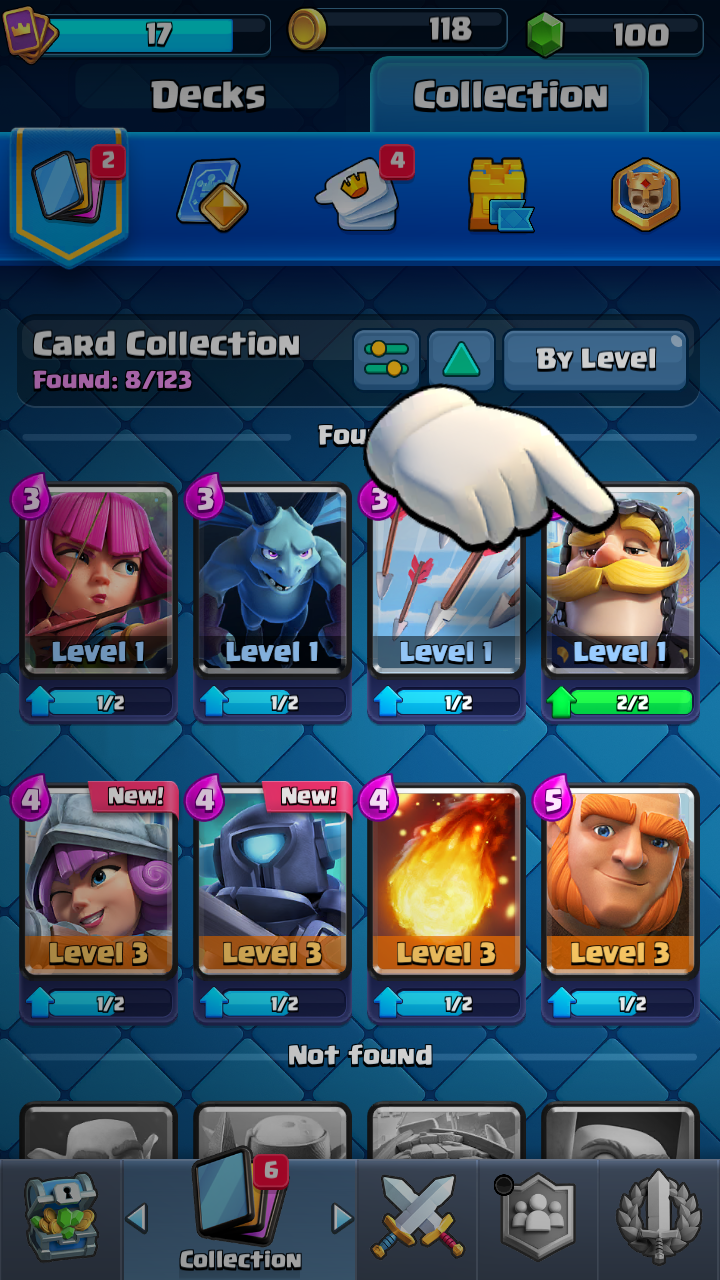 17
118
100
Decks
Collection
2
4
Card Collection
Found: 8/123
By Level
3
3
3
Level 1
Level 1
Level 1
Level 1
1/2
1/2
1/2
2/2
4
New!
4
New!
4
5
Level 3
Level 3
Level 3
Level 3
1/2
1/2
1/2
1/2
Not found
6
Collection